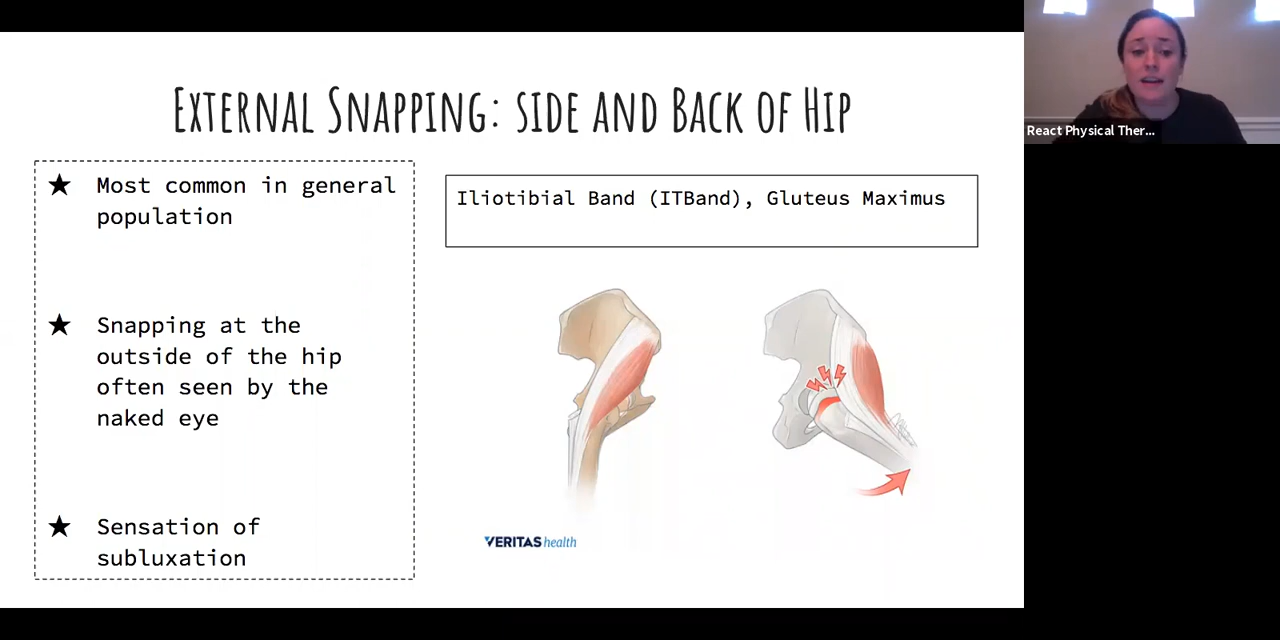 External Snapping: side and Back of Hip
★ Most common in general
population
★ Snapping at the
outside of the hip
often seen by the
naked eye
★ Sensation of
subluxation
Iliotibial Band (ITBand), Gluteus Maximus
VERITAS health
React Physical Ther...